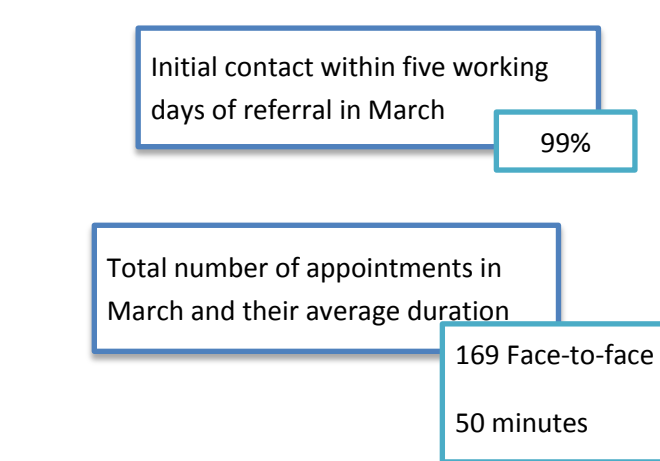 Initial contact within five working
days of referral in March
99%
Total number of appointments in
March and their average duration
169 Face-to-face
50 minutes